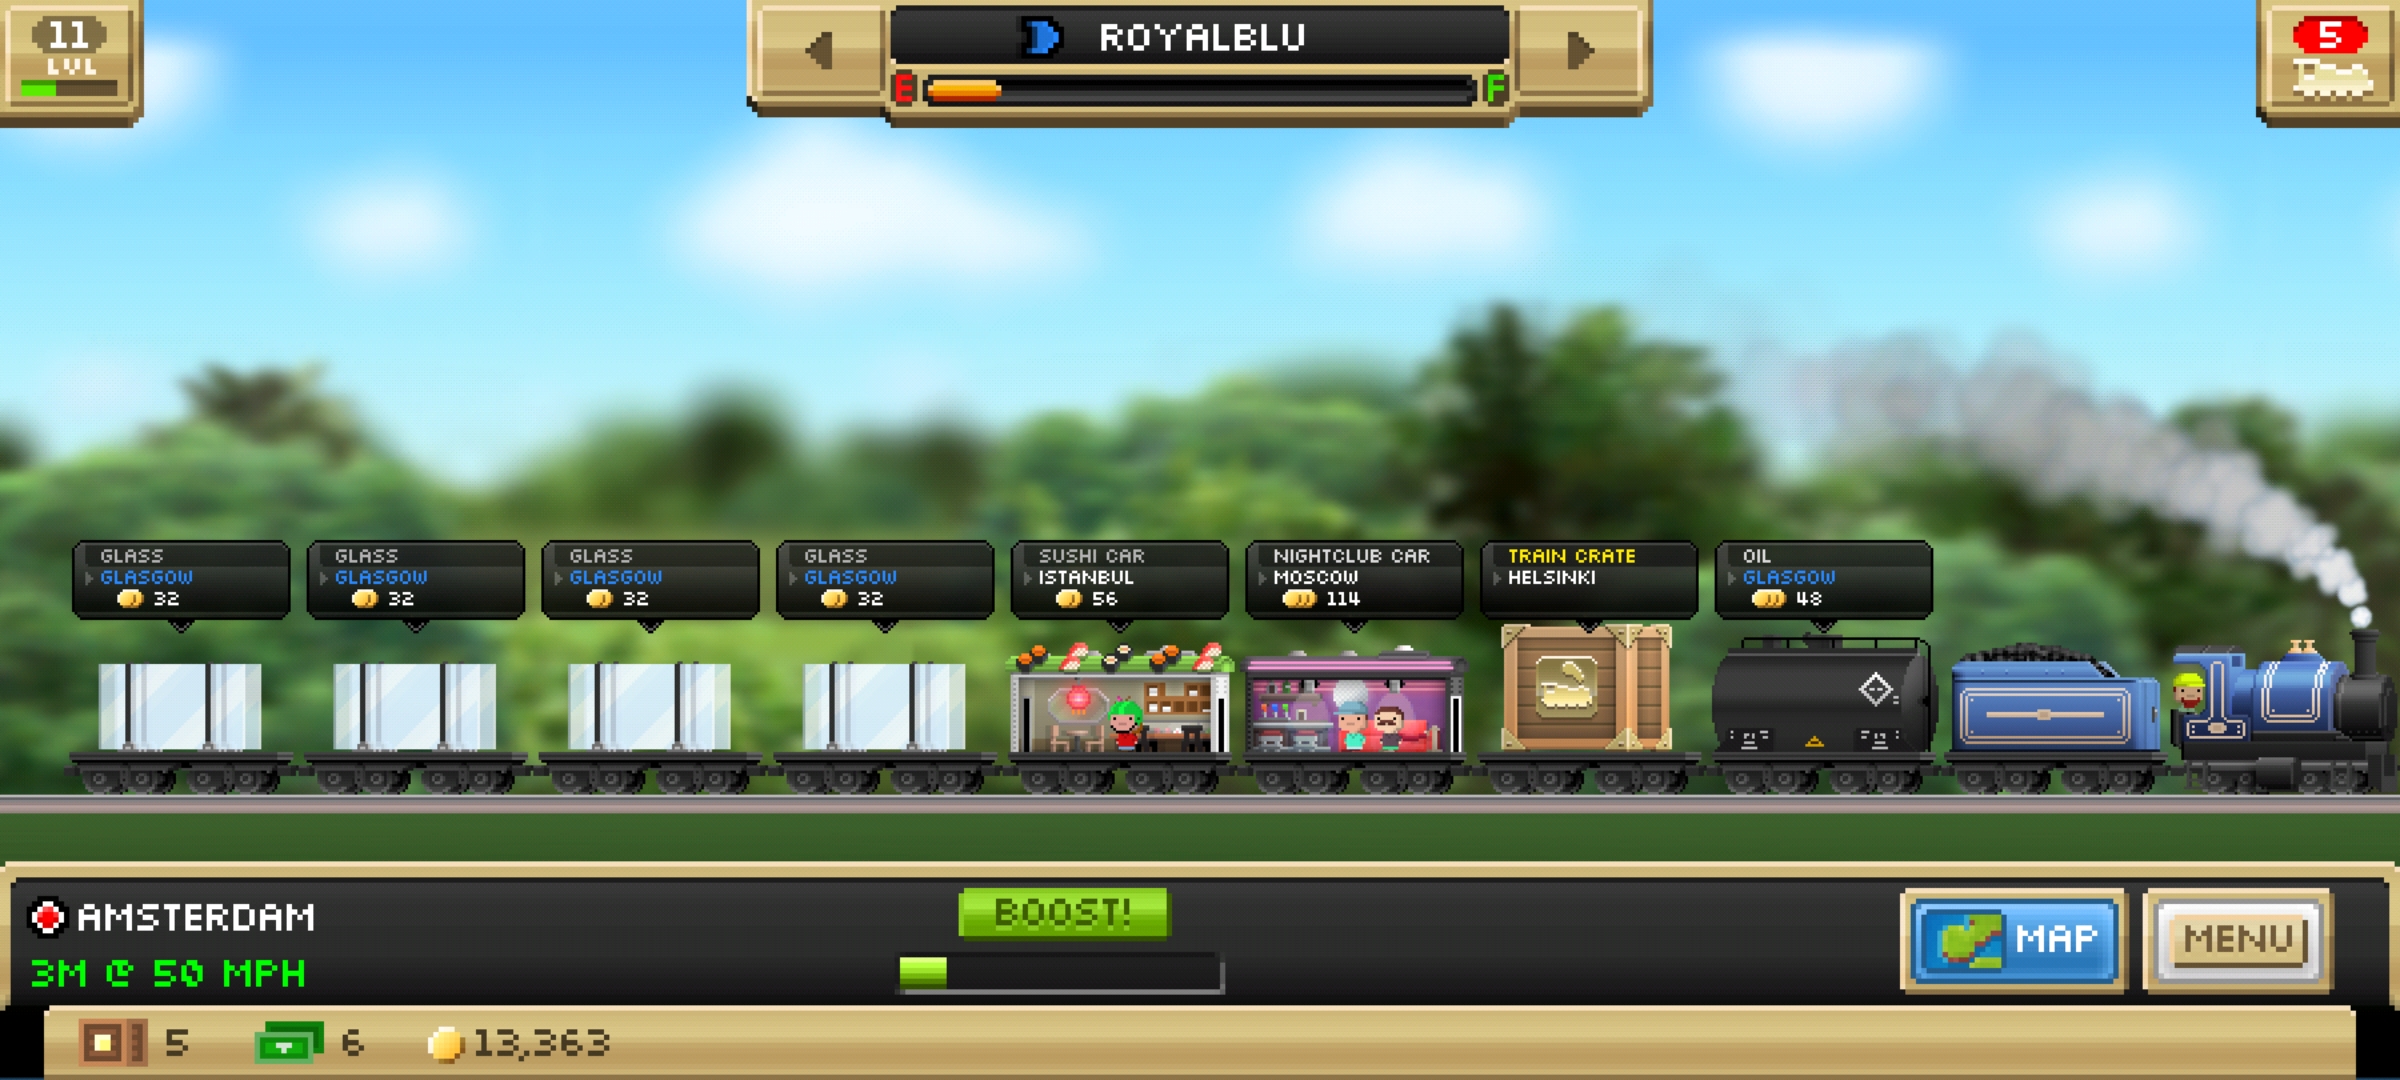 11
LVL
ROYALBLU
E
F
5
GLASS
GLASGOW
32
GLASS
GLASGOW
32
GLASS
GLASGOW
32
GLASS
GLASGOW
32
SUSHI CAR
ISTANBUL
56
NIGHTCLUB CAR
MOSCOW
114
TRAIN CRATE
HELSINKI
OIL
GLASGOW
48
AMSTERDAM
3M @ 50 MPH
BOOST!
MAP
MENU
5
6
13,363